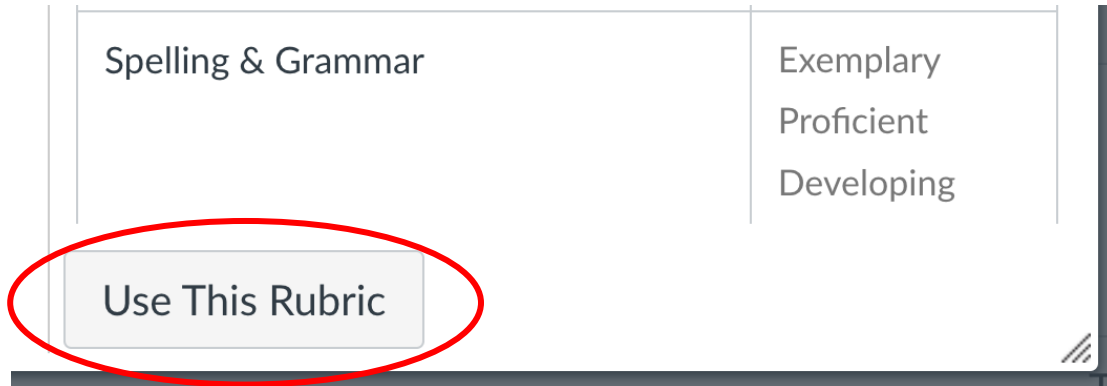 Spelling & Grammar
Exemplary
Proficient
Developing
Use This Rubric